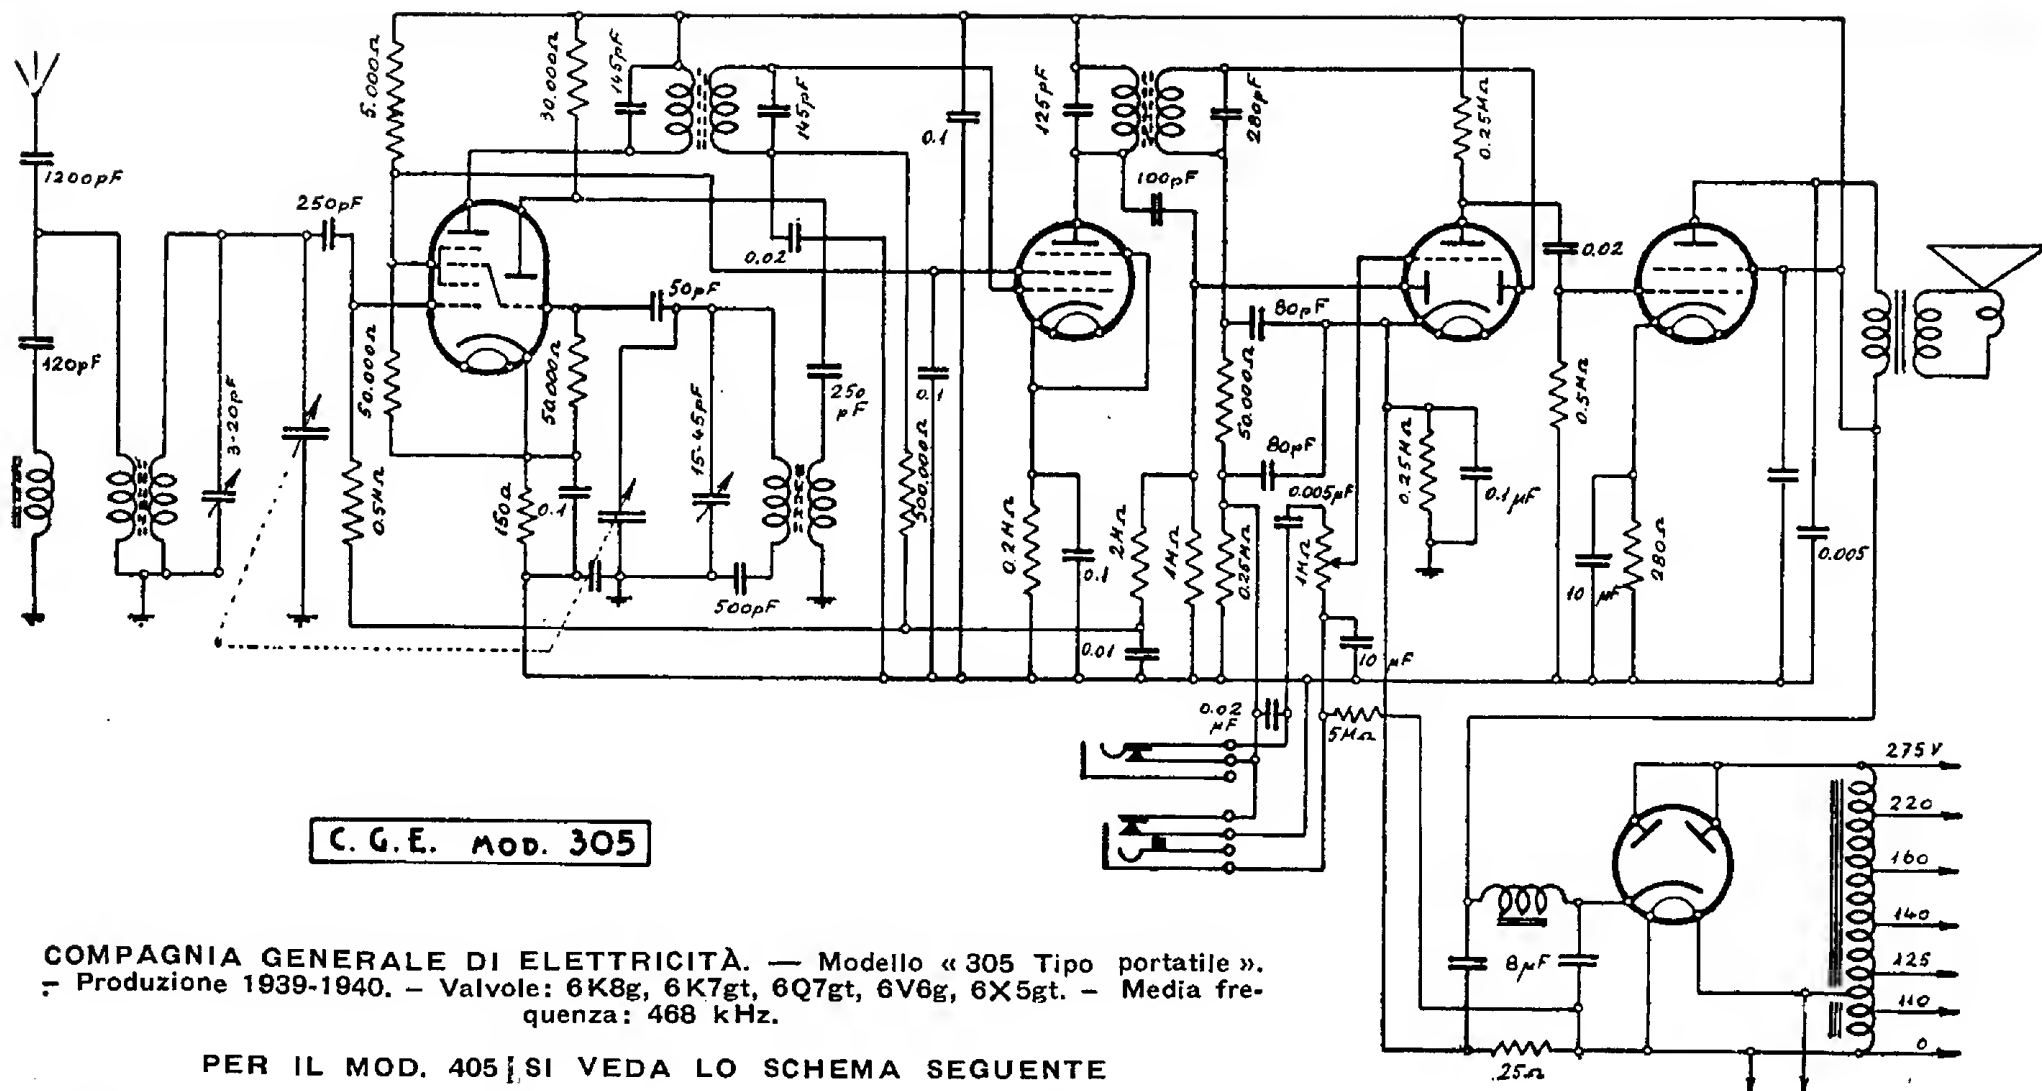 5.000Ω
30.000Ω
145pF
145pF
0.1
125pF
280pF
0.25MΩ
1200pF
250pF
100pF
0.02
0.02
50pF
80pF
120pF
3-20pF
50.000Ω
50.000Ω
15-45pF
250
pF
0.1
500.000Ω
50.000Ω
80pF
0.5MΩ
0.5MΩ
150Ω
0.1
0.005μF
0.25MΩ
0.1μF
0.2MΩ
0.1
2MΩ
1MΩ
0.25MΩ
1MΩ
10 μF
280Ω
0.005
500pF
0.01
10 μF
0.02
μF
5MΩ
275 V
220
160
140
125
110
0
8μF
.25Ω
C. G. E. MOD. 305
COMPAGNIA GENERALE DI ELETTRICITÀ. — Modello « 305 Tipo portatile ».
- Produzione 1939-1940. – Valvole: 6K8g, 6K7gt, 6Q7gt, 6V6g, 6X5gt. – Media fre-
quenza: 468 kHz.
PER IL MOD. 405 SI VEDA LO SCHEMA SEGUENTE